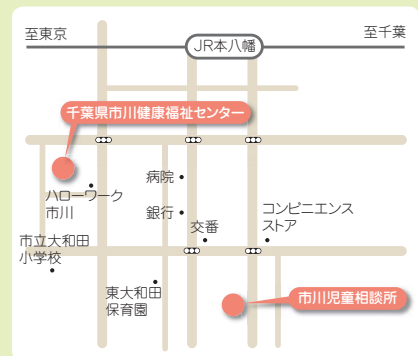 至東京
JR本八幡
至千葉
千葉県市川健康福祉センター
病院
ハローワーク
市川
銀行
コンビニエンス
ストア
交番
市立大和田
小学校
東大和田
保育園
市川児童相談所